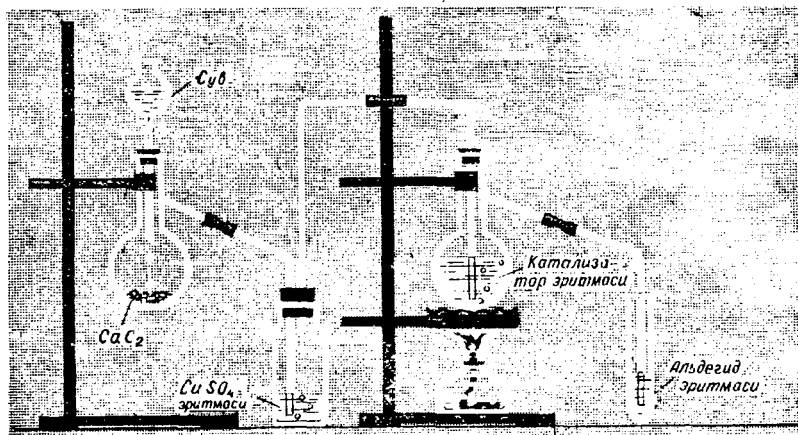 Сув
CaC₂
CuSO₄
эритмаси
Катализа
тор эритмаси
Альдегид
эритмаси